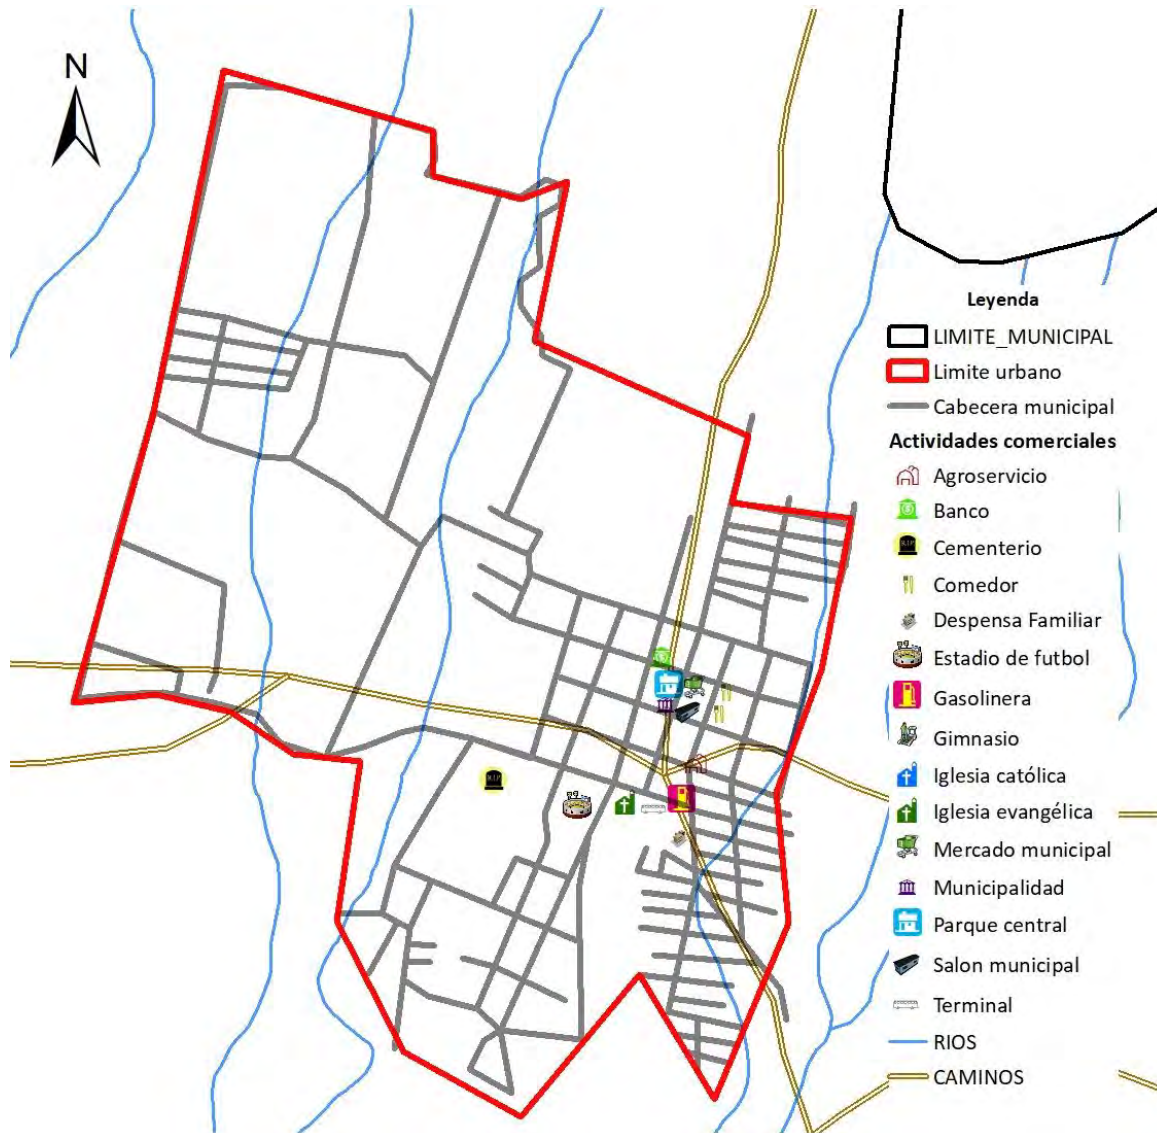 N
Leyenda
LIMITE_MUNICIPAL
Limite urbano
Cabecera municipal
Actividades comerciales
Agroservicio
Banco
Cementerio
Comedor
Despensa Familiar
Estadio de futbol
Gasolinera
Gimnasio
Iglesia católica
Iglesia evangélica
Mercado municipal
Municipalidad
Parque central
Salon municipal
Terminal
RIOS
CAMINOS